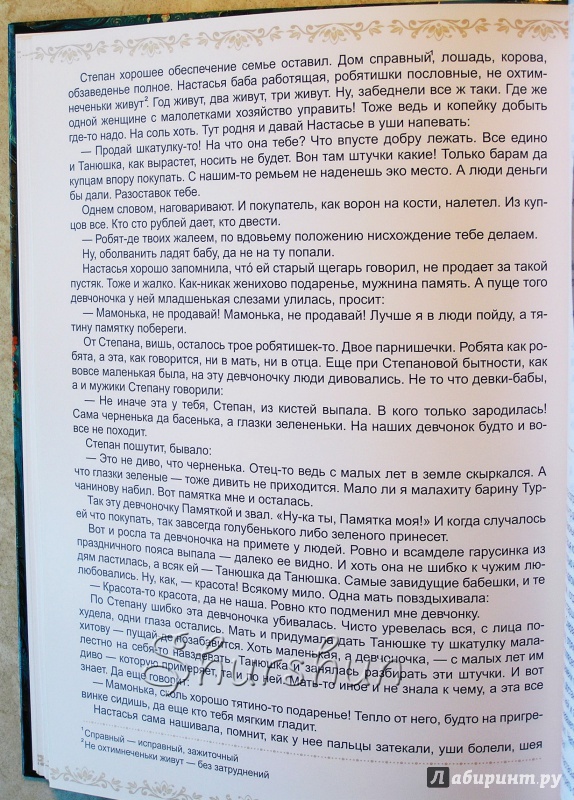 Степан хорошее обеспечение семье оставил. Дом справный¹, лошадь, корова,
обзаведенье полное. Настасья баба работящая, робятишки пословные, не охтим-
неченьки живут². Год живут, два живут, три живут. Ну, забеднели все ж таки. Где же
одной женщине с малолетками хозяйство управить! Тоже ведь и копейку добыть
где-то надо. На соль хоть. Тут родня и давай Настасье в уши напевать:
— Продай шкатулку-то! На что она тебе? Что впусте добру лежать. Все едино
и Танюшка, как вырастет, носить не будет. Вон там штучки какие! Только барам да
купцам впору покупать. С нашим-то ремьем не наденешь эко место. А люди деньги
бы дали. Разоставок тебе.
Однем словом, наговаривают. И покупатель, как ворон на кости, налетел. Из куп-
цов все. Кто сто рублей дает, кто двести.
— Робят-де твоих жалеем, по вдовьему положению нисхождение тебе делаем.
Ну, оболванить ладят бабу, да не на ту попали.
Настасья хорошо запомнила, что́ ей старый щегарь говорил, не продает за такой
пустяк. Тоже и жалко. Как-никак женихово подаренье, мужнина память. А пуще того
девчоночка у ней младшенькая слезами улилась, просит:
— Мамонька, не продавай! Мамонька, не продавай! Лучше я в люди пойду, а тя-
тину памятку побереги.
От Степана, вишь, осталось трое робятишек-то. Двое парнишечки. Робята как ро-
бята, а эта, как говорится, ни в мать, ни в отца. Еще при Степановой бытности, как
вовсе маленькая была, на эту девчоночку люди дивовались. Не то что девки-бабы,
а и мужики Степану говорили:
— Не иначе эта у тебя, Степан, из кистей выпала. В кого только зародилась!
Сама черненька да басенька, а глазки зелененьки. На наших девчонок будто и во-
все не походит.
Степан пошутит, бывало:
— Это не диво, что черненька. Отец-то ведь с малых лет в земле скыркался. А
что глазки зеленые — тоже дивить не приходится. Мало ли я малахиту барину Тур-
чанинову набил. Вот памятка мне и осталась.
Так эту девчоночку Памяткой и звал. «Ну-ка ты, Памятка моя!» И когда случалось
ей что покупать, так завсегда голубенького либо зеленого принесет.
Вот и росла та девчоночка на примете у людей. Ровно и всамделе гарусинка из
праздничного пояса выпала — далеко ее видно. И хоть она не шибко к чужим лю-
дям ластилась, а всяк ей — Танюшка да Танюшка. Самые завидущие бабешки, и те
любовались. Ну, как, — красота! Всякому мило. Одна мать повздыхивала:
— Красота-то красота, да не наша. Ровно кто подменил мне девчонку.
По Степану шибко эта девчоночка убивалась. Чисто уревелась вся, с лица по-
худела, одни глаза остались. Мать и придумала дать Танюшке ту шкатулку мала-
хитову — пущай-де позабавится. Хоть маленькая, а девчоночка, — с малых лет им
лестно на себя-то навздевать. Танюшка и занялась разбирать эти штучки. И вот
диво — которую примеряет, та и по ней. Мать-то иное и не знала к чему, а эта все
знает. Да еще говорит:
— Мамонька, сколь хорошо тятино-то подаренье! Тепло от него, будто на пригре-
винке сидишь, да еще кто тебя мягким гладит.
Настасья сама нашивала, помнит, как у нее пальцы затекали, уши болели, шея
¹ Справный — исправный, зажиточный
² Не охтимнеченьки живут — без затруднений
Shurshun
Лабиринт.ру